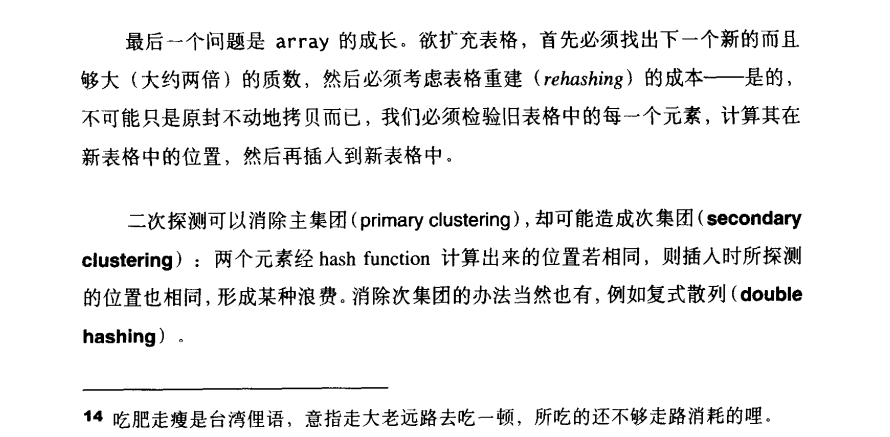 最后一个问题是 array 的成长。欲扩充表格，首先必须找出下一个新的而且
够大（大约两倍）的质数，然后必须考虑表格重建（rehashing）的成本——是的，
不可能只是原封不动地拷贝而已，我们必须检验旧表格中的每一个元素，计算其在
新表格中的位置，然后再插入到新表格中。
二次探测可以消除主集团(primary clustering)，却可能造成次集团(secondary
clustering)：两个元素经 hash function 计算出来的位置若相同，则插入时所探测
的位置也相同，形成某种浪费。消除次集团的办法当然也有，例如复式散列(double
hashing)。
14 吃肥走瘦是台湾俚语，意指走大老远路去吃一顿，所吃的还不够走路消耗的哩。